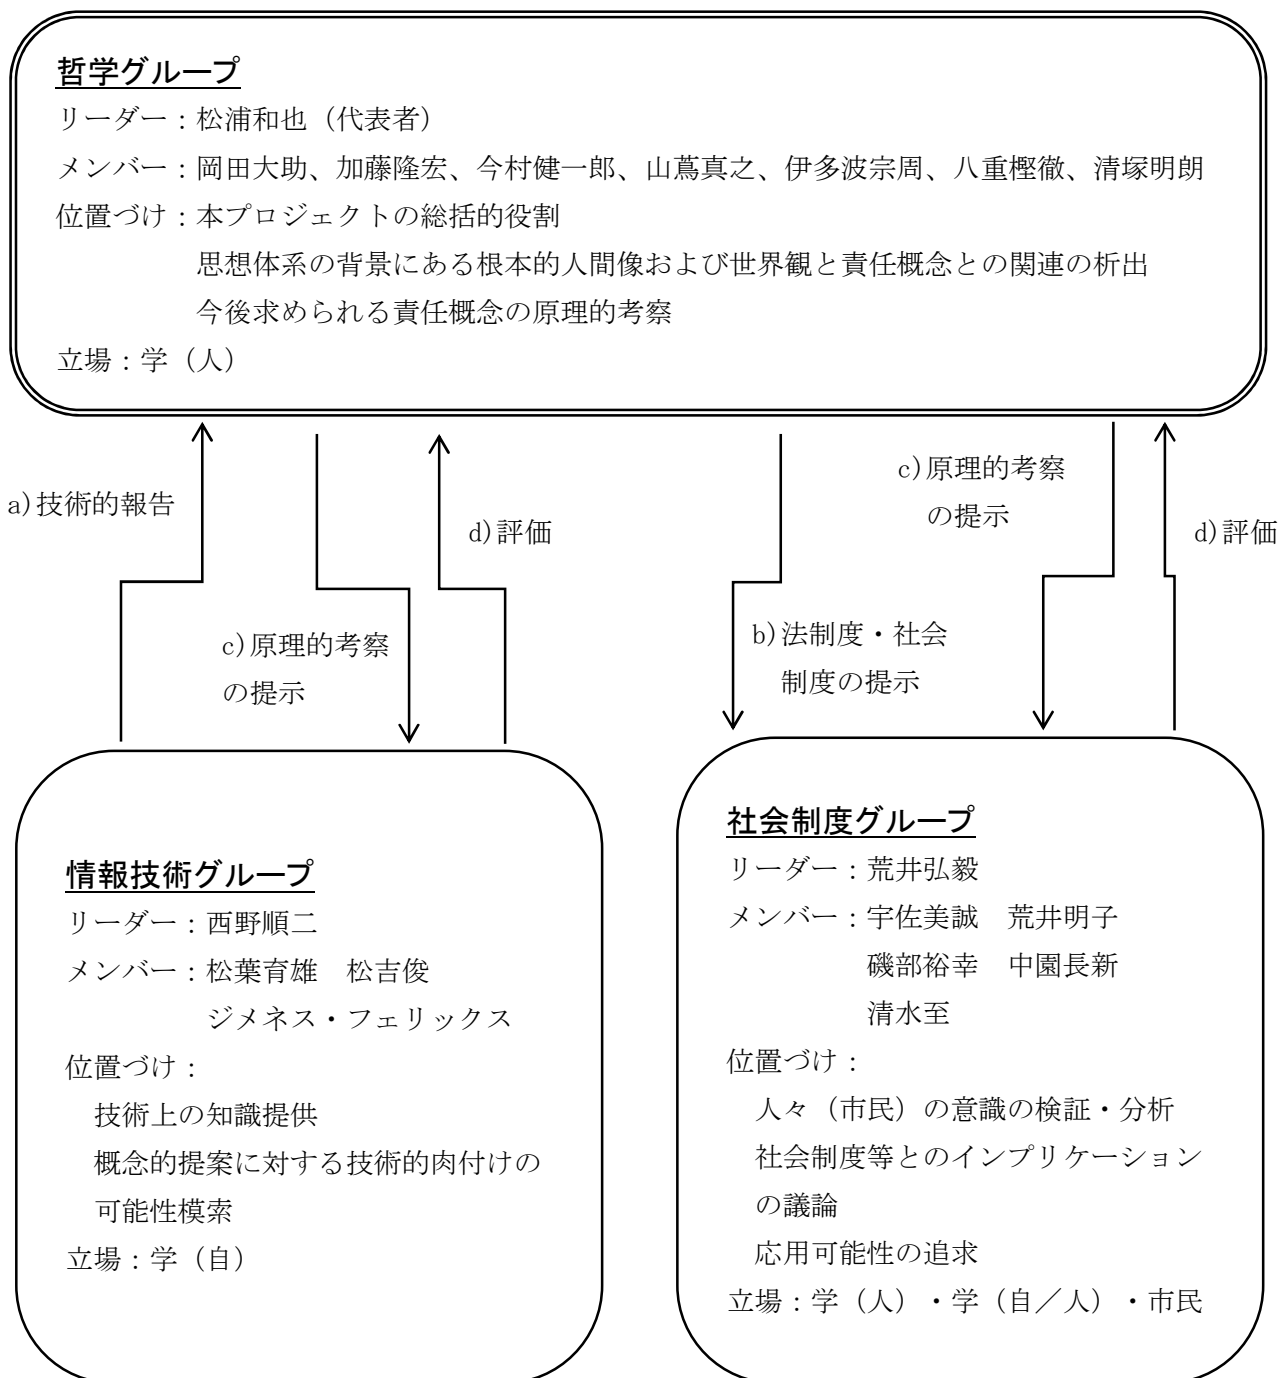 哲学グループ
リーダー：松浦和也（代表者）
メンバー：岡田大助、加藤隆宏、今村健一郎、山蔦真之、伊多波宗周、八重樫徹、清塚明朗
位置づけ：本プロジェクトの総括的役割
思想体系の背景にある根本的人間像および世界観と責任概念との関連の析出
今後求められる責任概念の原理的考察
立場：学（人）
a)技術的報告
d)評価
c)原理的考察
の提示
c)原理的考察
の提示
d)評価
b)法制度・社会
制度の提示
情報技術グループ
リーダー：西野順二
メンバー：松葉育雄　松吉俊
ジメネス・フェリックス
位置づけ：
技術上の知識提供
概念的提案に対する技術的肉付けの
可能性模索
立場：学（自）
社会制度グループ
リーダー：荒井弘毅
メンバー：宇佐美誠　荒井明子
磯部裕幸　中園長新
清水至
位置づけ：
人々（市民）の意識の検証・分析
社会制度等とのインプリケーション
の議論
応用可能性の追求
立場：学（人）・学（自／人）・市民